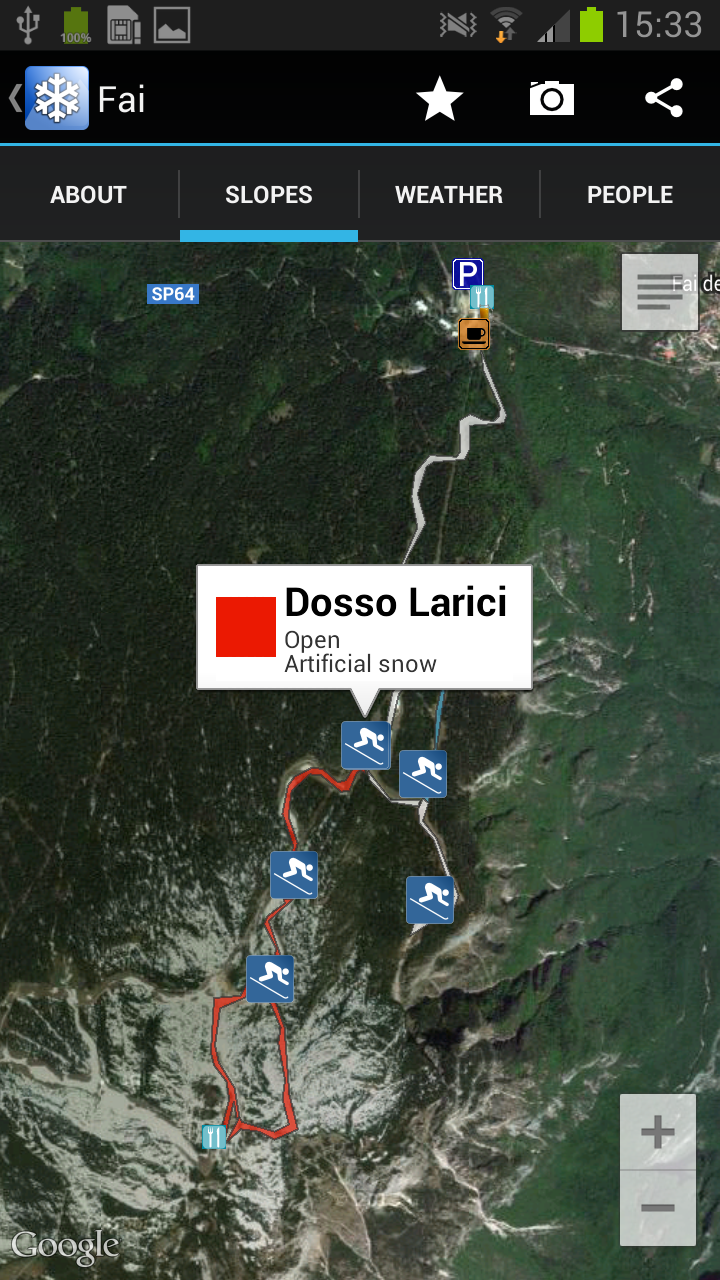 100%
15:33
Fai
ABOUT
SLOPES
WEATHER
PEOPLE
P
SP64
Fai de
Dosso Larici
Open
Artificial snow
Google